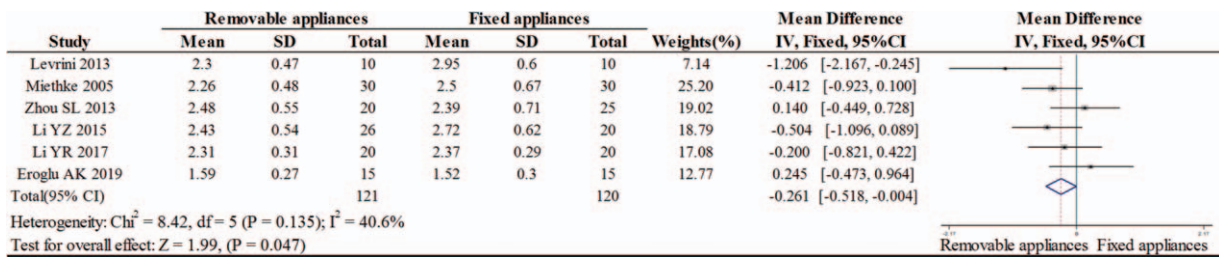 Removable appliances Fixed appliances Mean Difference Mean Difference
Study Mean SD Total Mean SD Total Weights(%) IV, Fixed, 95%CI IV, Fixed, 95%CI
Levrini 2013 2.3 0.47 10 2.95 0.6 10 7.14 -1.206 [-2.167, -0.245]
Miethke 2005 2.26 0.48 30 2.5 0.67 30 25.20 -0.412 [-0.923, 0.100]
Zhou SL 2013 2.48 0.55 20 2.39 0.71 25 19.02 0.140 [-0.449, 0.728]
Li YZ 2015 2.43 0.54 26 2.72 0.62 20 18.79 -0.504 [-1.096, 0.089]
Li YR 2017 2.31 0.31 20 2.37 0.29 20 17.08 -0.200 [-0.821, 0.422]
Eroglu AK 2019 1.59 0.27 15 1.52 0.3 15 12.77 0.245 [-0.473, 0.964]
Total(95% CI) 121 120 -0.261 [-0.518, -0.004]
Heterogeneity: Chi² = 8.42, df = 5 (P = 0.135); I² = 40.6%
-2.17 0 2.17
Test for overall effect: Z = 1.99, (P = 0.047) Removable appliances Fixed appliances